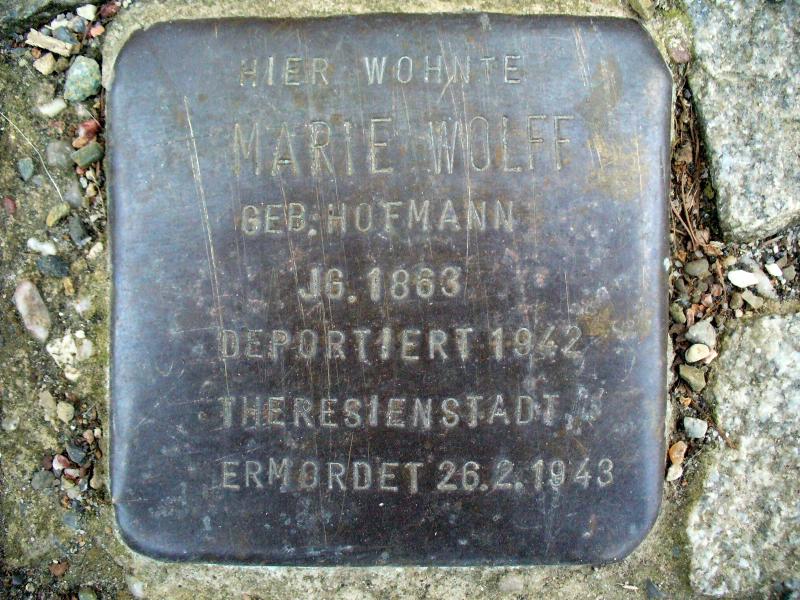 HIER WOHNTE
MARIE WOLFF
GEB. HOFMANN
JG. 1863
DEPORTIERT 1942
THERESIENSTADT
ERMORDET 26.2.1943